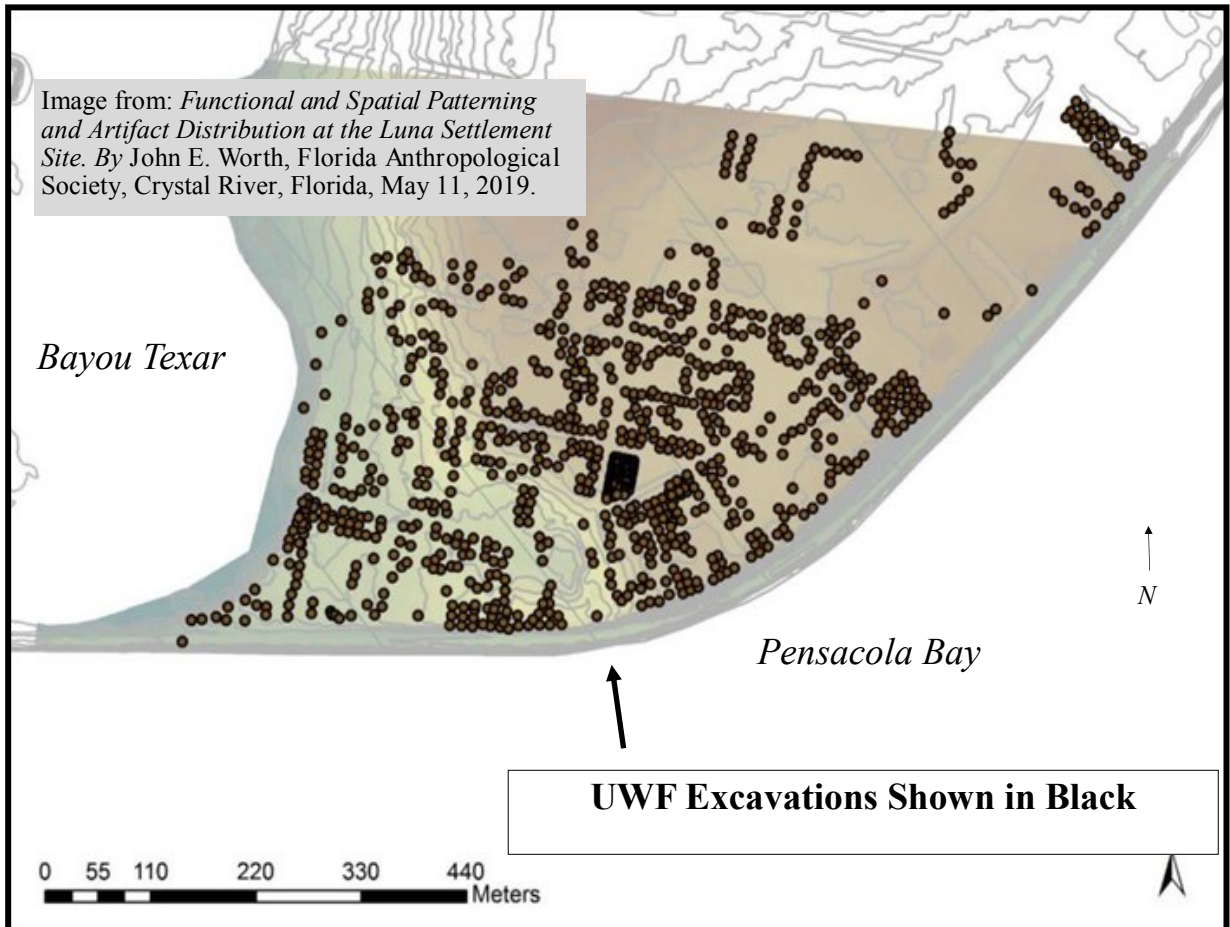 Image from: Functional and Spatial Patterning
and Artifact Distribution at the Luna Settlement
Site. By John E. Worth, Florida Anthropological
Society, Crystal River, Florida, May 11, 2019.
Bayou Texar
N
Pensacola Bay
UWF Excavations Shown in Black
0 55 110 220 330 440
Meters